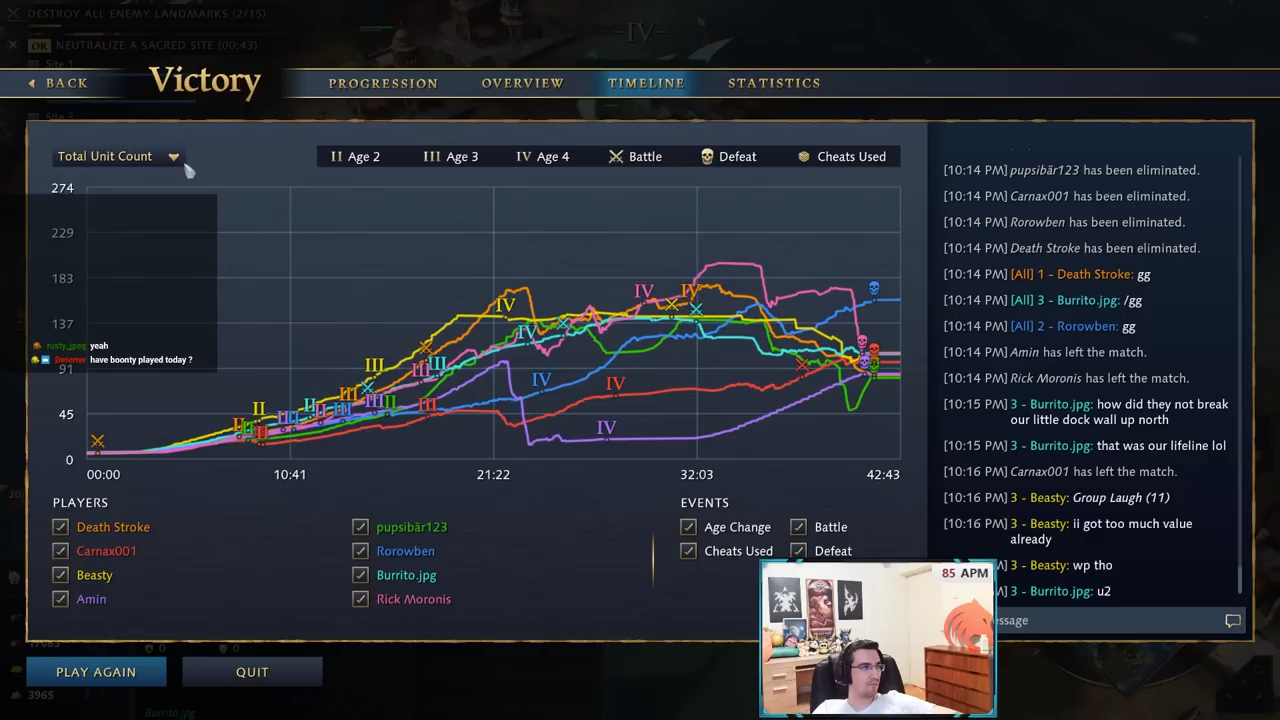 DESTROY ALL ENEMY LANDMARKS (2/15)
OR NEUTRALIZE A SACRED SITE (00:43)
IV
BACK
Victory
PROGRESSION
OVERVIEW
TIMELINE
STATISTICS
Total Unit Count
II Age 2
III Age 3
IV Age 4
Battle
Defeat
Cheats Used
274
229
183
137
91
45
0
00:00
10:41
21:22
32:03
42:43
rusty_jpeg yeah
Deterrer have boonty played today ?
PLAYERS
Death Stroke
Carnax001
Beasty
Amin
pupsibär123
Rorowben
Burrito.jpg
Rick Moronis
EVENTS
Age Change
Battle
Cheats Used
Defeat
[10:14 PM] pupsibär123 has been eliminated.
[10:14 PM] Carnax001 has been eliminated.
[10:14 PM] Rorowben has been eliminated.
[10:14 PM] Death Stroke has been eliminated.
[10:14 PM] [All] 1 - Death Stroke: gg
[10:14 PM] [All] 3 - Burrito.jpg: /gg
[10:14 PM] [All] 2 - Rorowben: gg
[10:14 PM] Amin has left the match.
[10:14 PM] Rick Moronis has left the match.
[10:15 PM] 3 - Burrito.jpg: how did they not break
our little dock wall up north
[10:15 PM] 3 - Burrito.jpg: that was our lifeline lol
[10:16 PM] Carnax001 has left the match.
[10:16 PM] 3 - Beasty: Group Laugh (11)
[10:16 PM] 3 - Beasty: ii got too much value
already
3 - Beasty: wp tho
3 - Burrito.jpg: u2
85 APM
PLAY AGAIN
QUIT
3965
Burrito.jpg